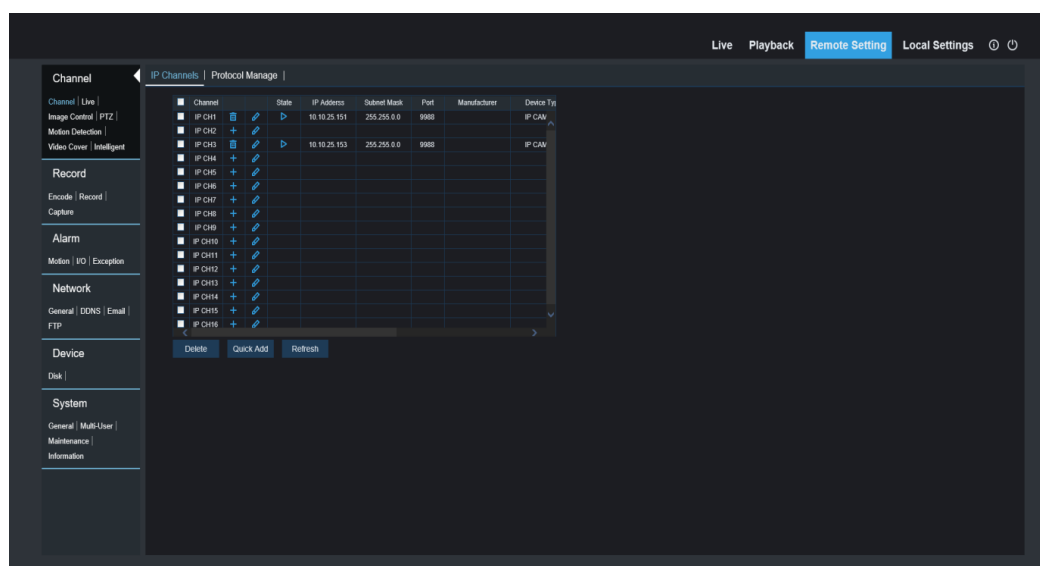 Live Playback Remote Setting Local Settings
Channel
Channel | Live |
Image Control | PTZ |
Motion Detection |
Video Cover | Intelligent
Record
Encode | Record |
Capture
Alarm
Motion | I/O | Exception
Network
General | DDNS | Email |
FTP
Device
Disk |
System
General | Multi-User |
Maintenance |
Information
IP Channels | Protocol Manage |
Channel State IP Adderss Subnet Mask Port Manufacturer Device Typ
IP CH1 10.10.25.151 255.255.0.0 9988 IP CAM
IP CH2
IP CH3 10.10.25.153 255.255.0.0 9988 IP CAM
IP CH4
IP CH5
IP CH6
IP CH7
IP CH8
IP CH9
IP CH10
IP CH11
IP CH12
IP CH13
IP CH14
IP CH15
IP CH16
Delete Quick Add Refresh